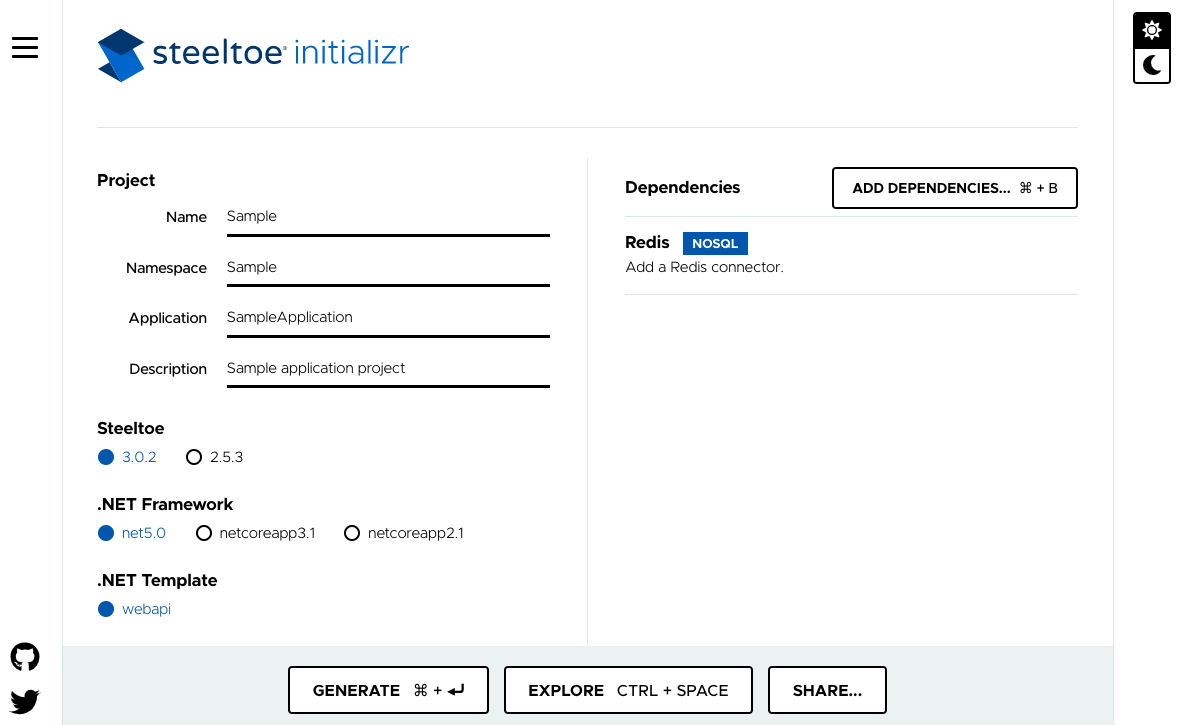 steeltoe® initializr
Project
Name Sample
Namespace Sample
Application SampleApplication
Description Sample application project
Steeltoe
3.0.2 2.5.3
.NET Framework
net5.0 netcoreapp3.1 netcoreapp2.1
.NET Template
webapi
Dependencies
ADD DEPENDENCIES... ⌘ + B
Redis NOSQL
Add a Redis connector.
GENERATE ⌘ + ⏎ EXPLORE CTRL + SPACE SHARE...